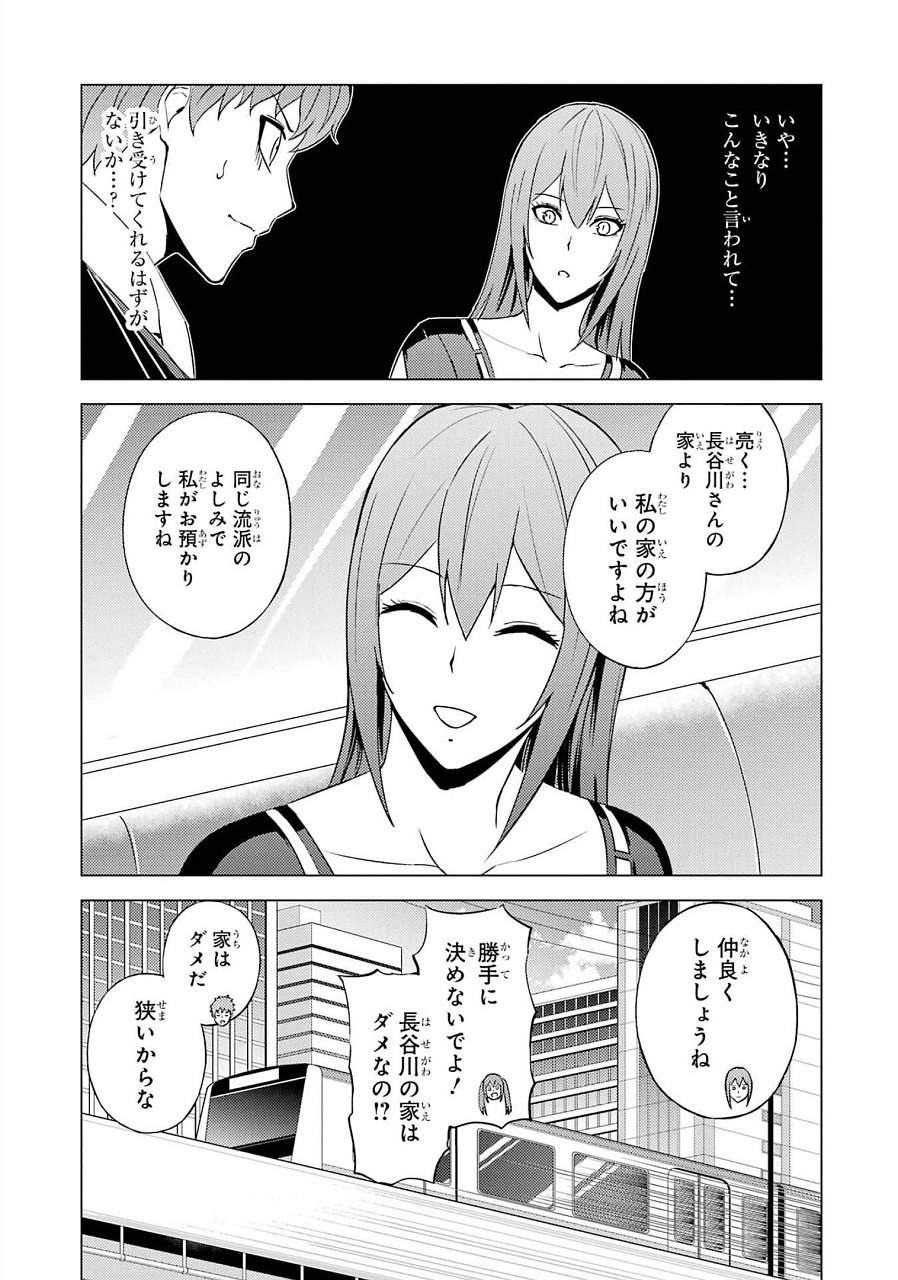 いや…
いきなり
こんなこと言われて…
引き受けてくれるはずが
ないか…?
亮く…
長谷川さんの
家より
私の家の方が
いいですよね
同じ流派の
よしみで
私がお預かり
しますね
仲良く
しましょうね
勝手に
決めないでよ!
長谷川の家は
ダメなの!?
家は
ダメだ
狭いからな